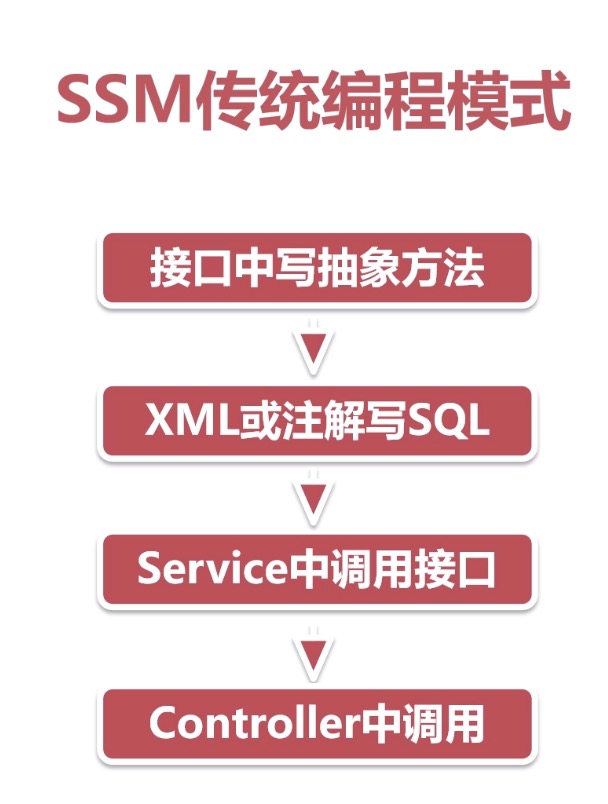 SSM传统编程模式
接口中写抽象方法
XML或注解写SQL
Service中调用接口
Controller中调用